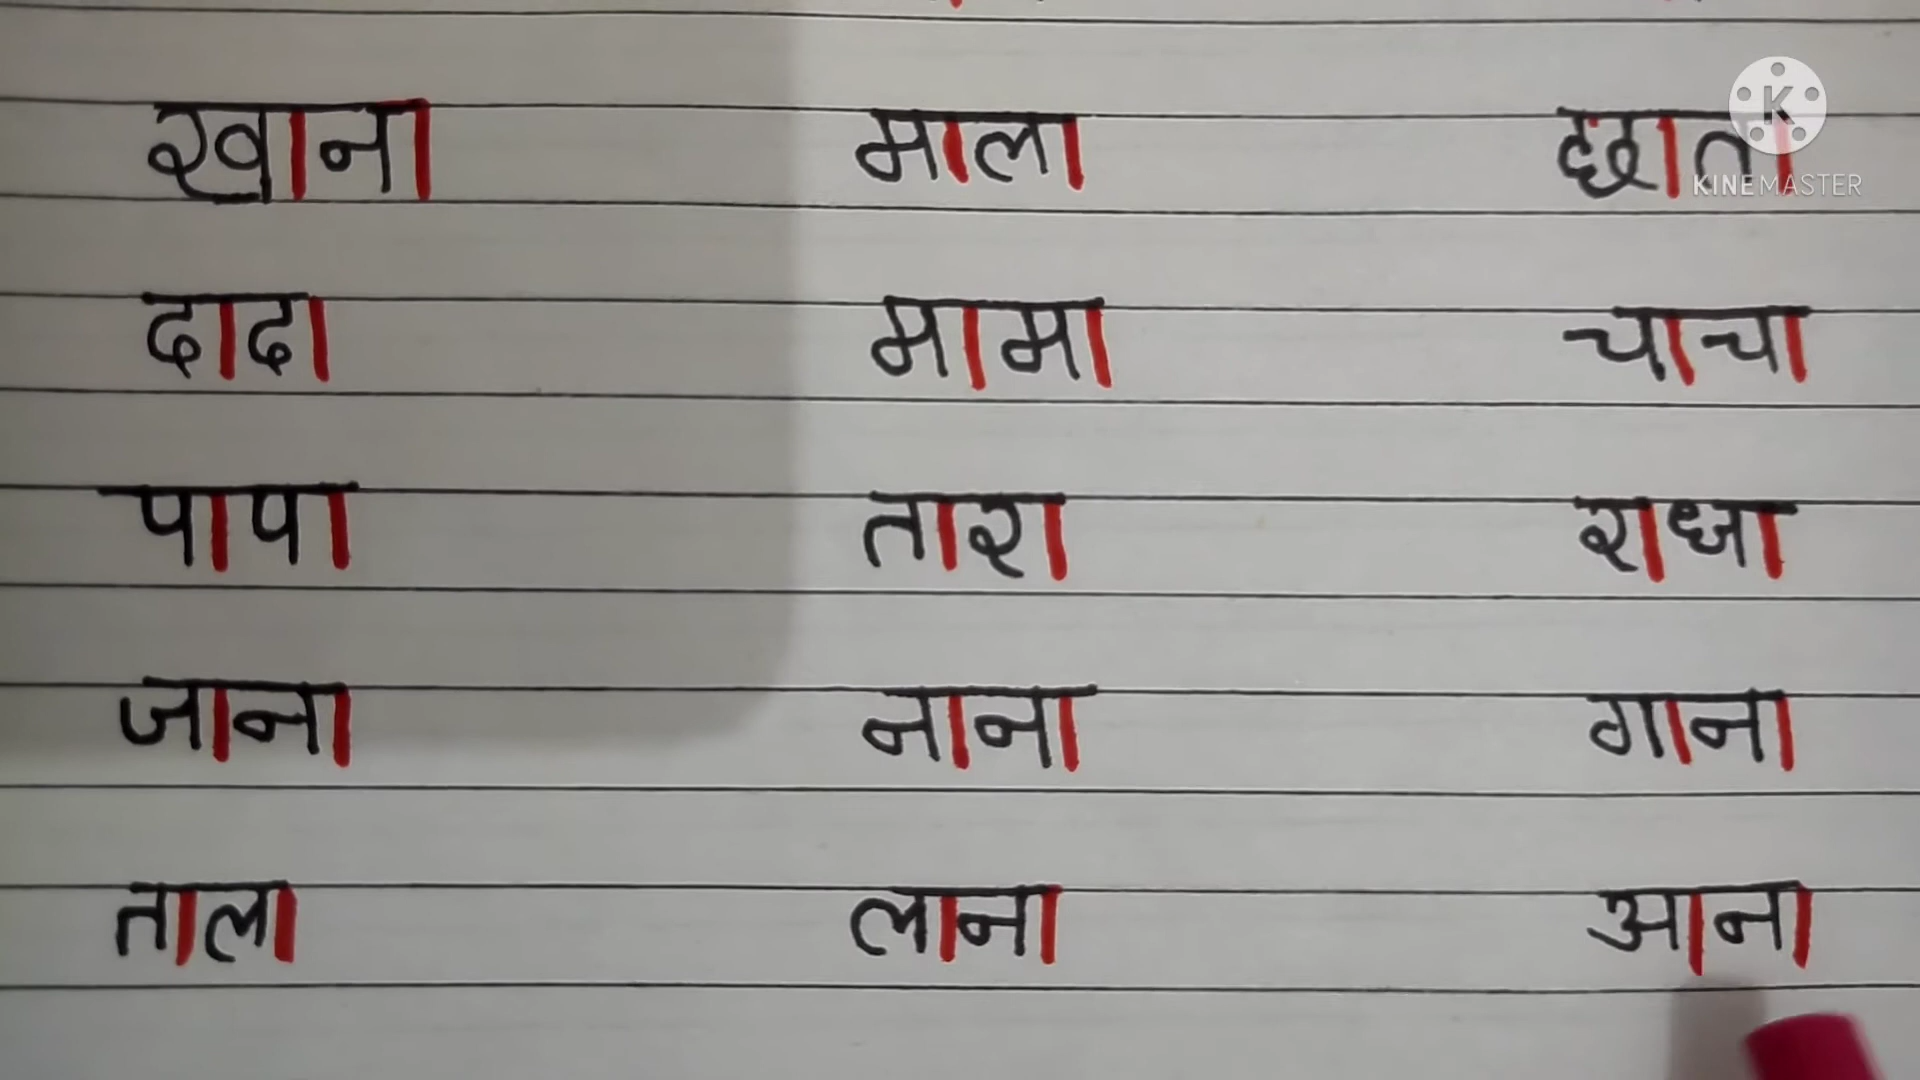 खाना माला छाता
दादा मामा चाचा
पापा तारा राधा
जाना नाना गाना
ताला लाना आना
KINEMASTER